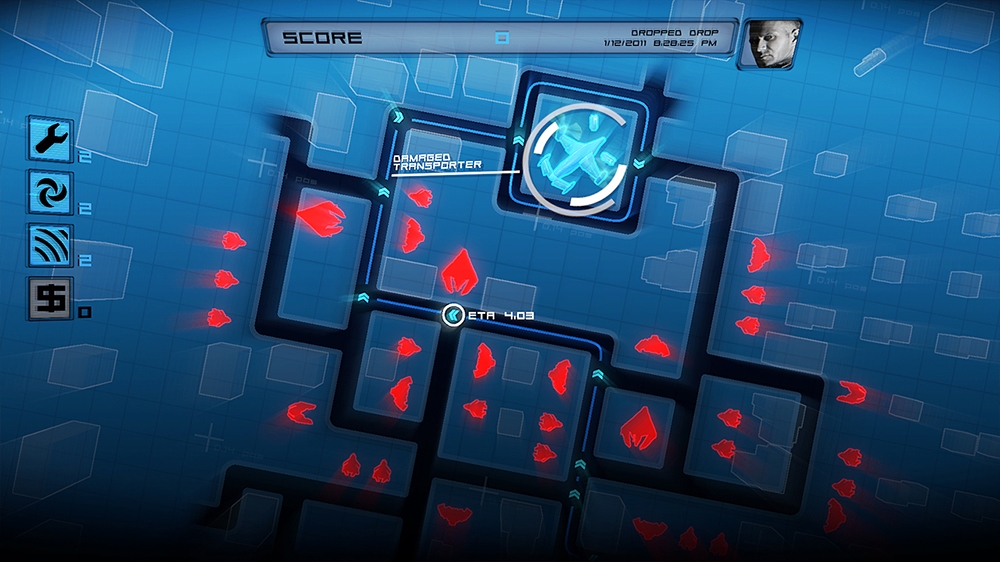 SCORE
0
DROPPED DROP
1/12/2011 8:28:25 PM
DAMAGED
TRANSPORTER
2
2
2
$
0
ETA 4.03